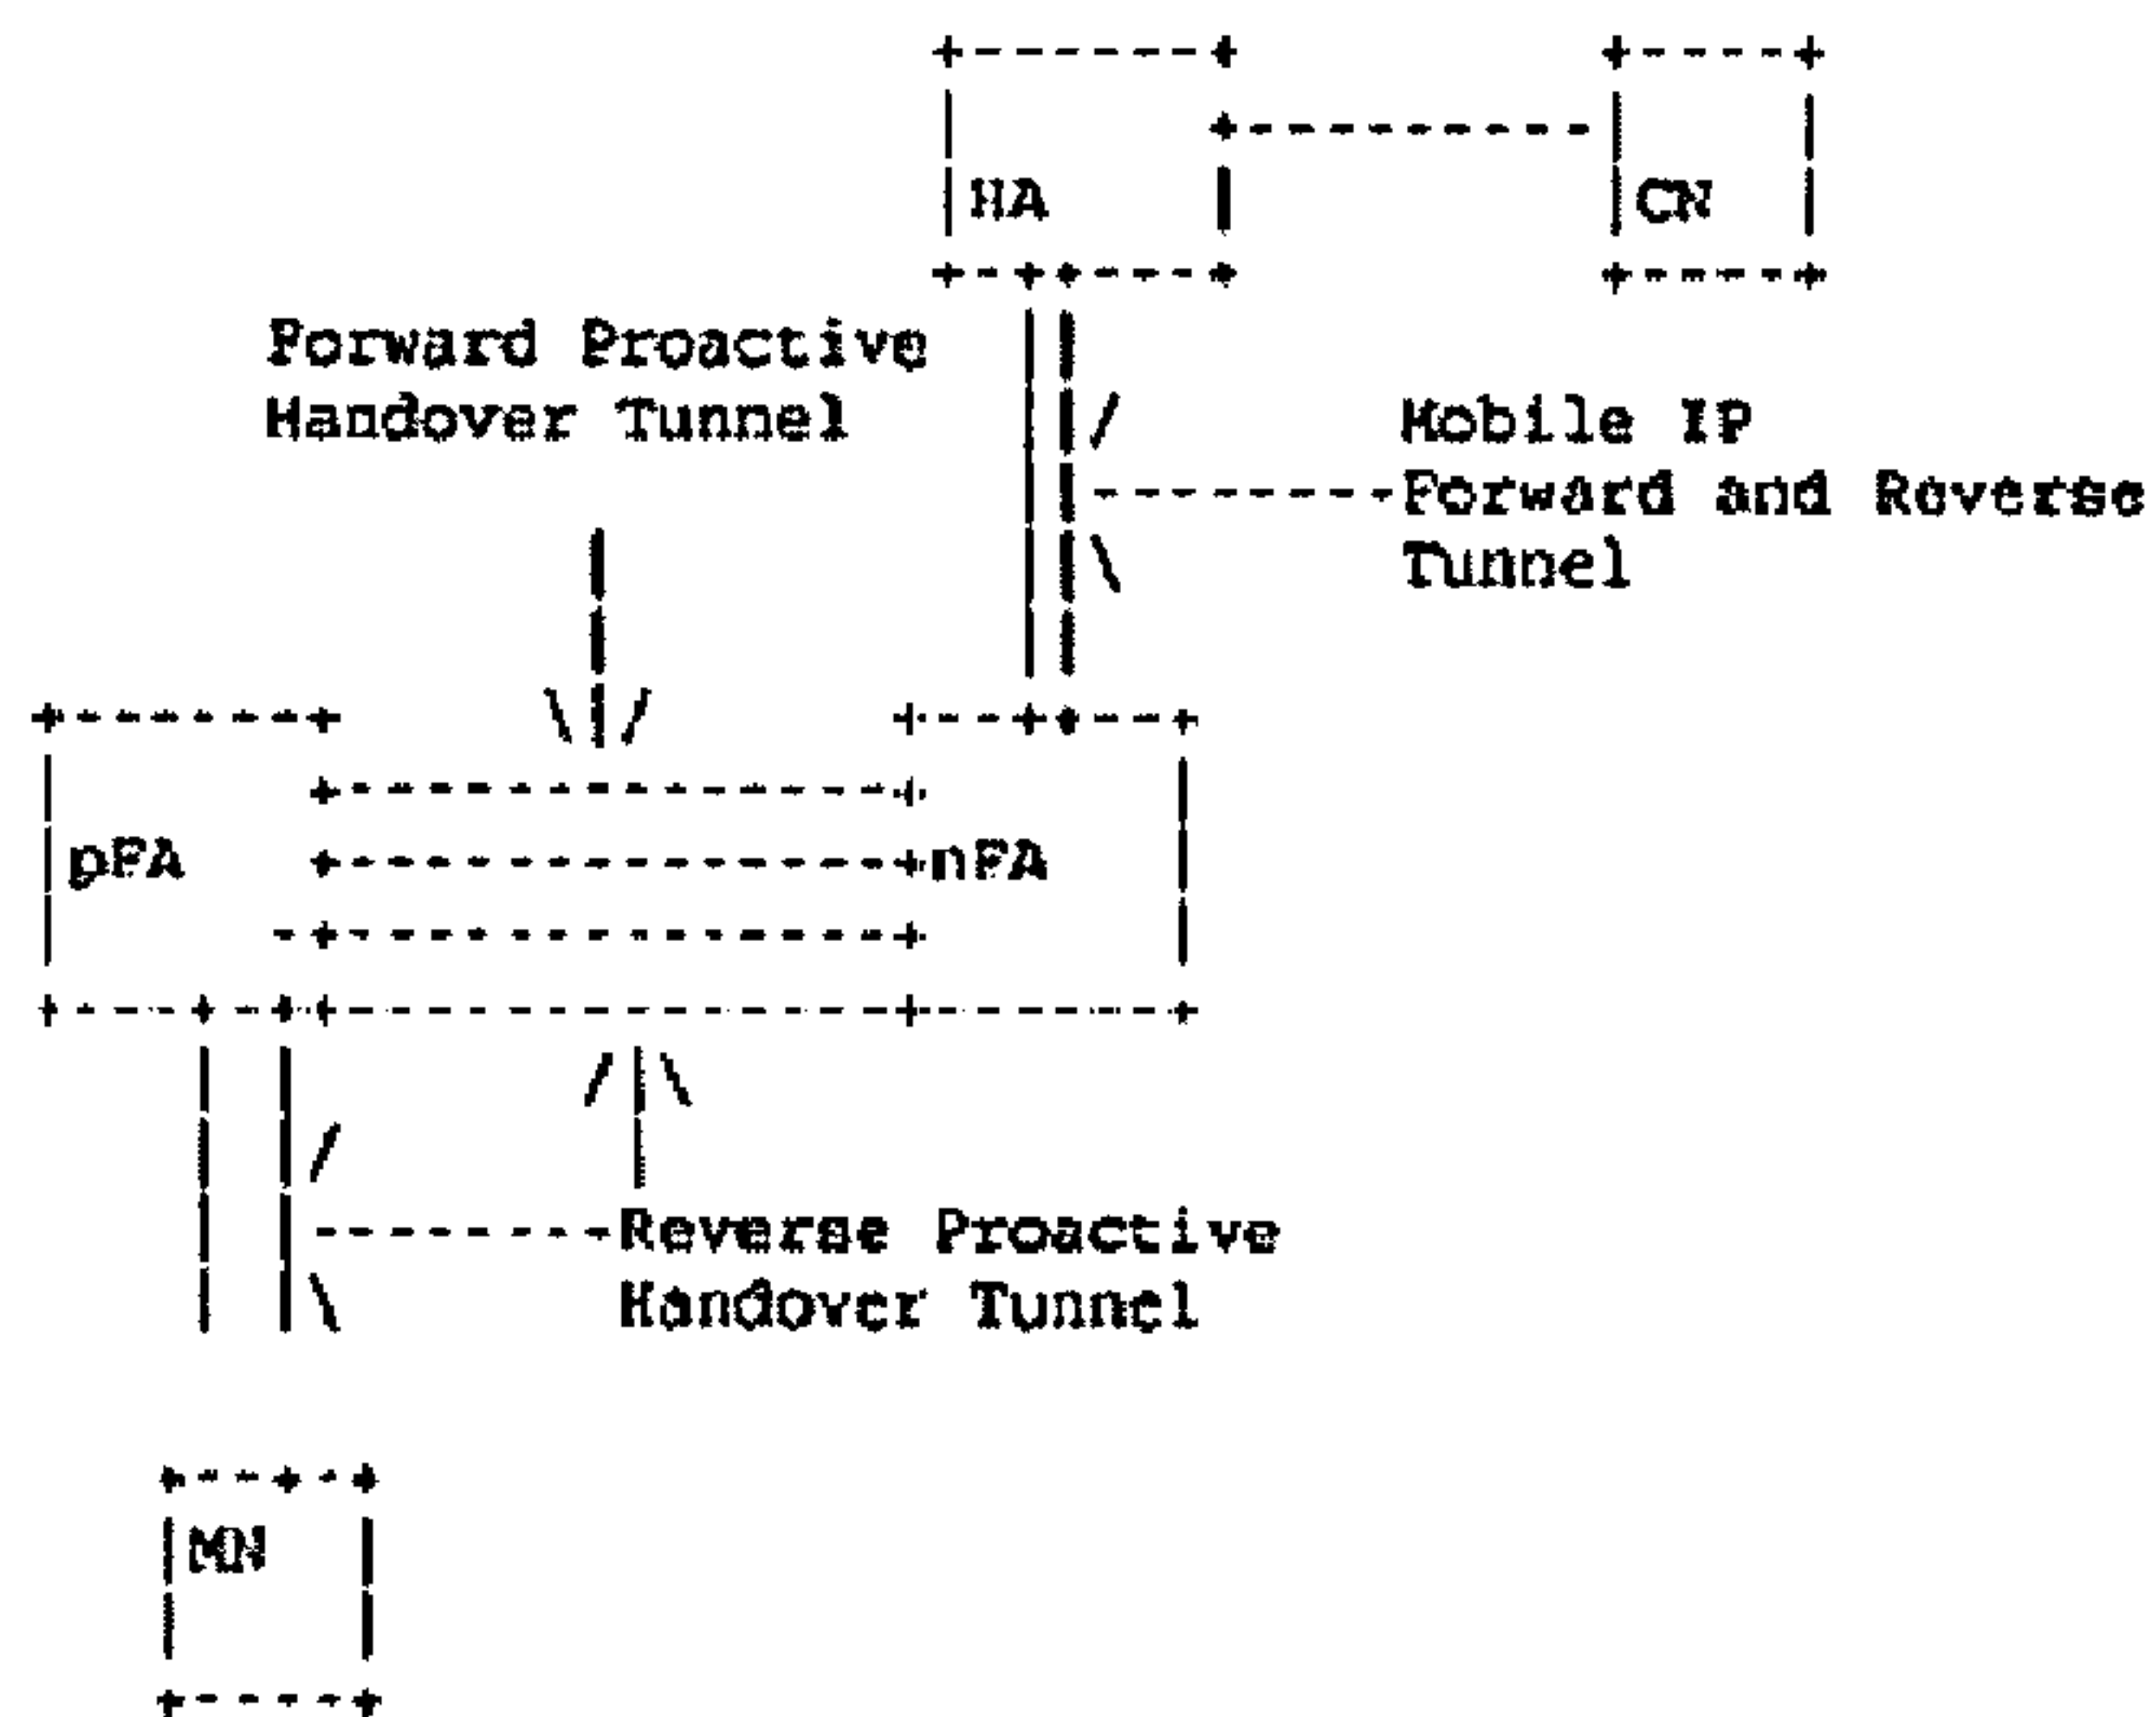 HA
CN
Forward Proactive
Handover Tunnel
Mobile IP
Forward and Reverse
Tunnel
pFA
nFA
Reverse Proactive
Handover Tunnel
MN